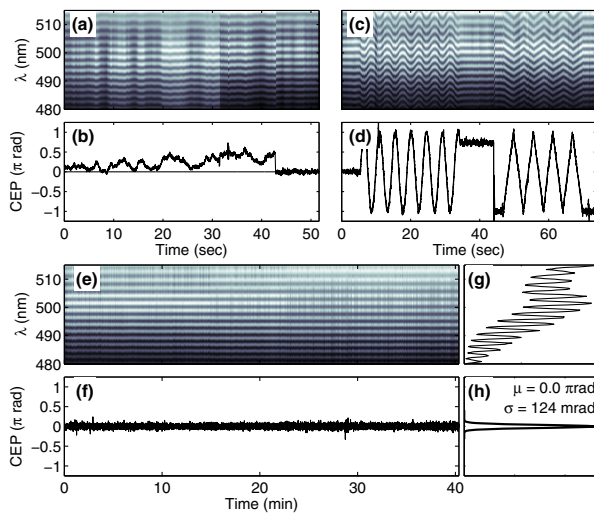 (a)
(c)
λ (nm)
510
500
490
480
(b)
(d)
CEP (π rad)
1
0.5
0
−0.5
−1
0 10 20 30 40 50
Time (sec)
0 20 40 60
Time (sec)
(e)
(g)
λ (nm)
510
500
490
480
(f)
(h)
CEP (π rad)
1
0.5
0
−0.5
−1
μ = 0.0 πrad
σ = 124 mrad
0 10 20 30 40
Time (min)